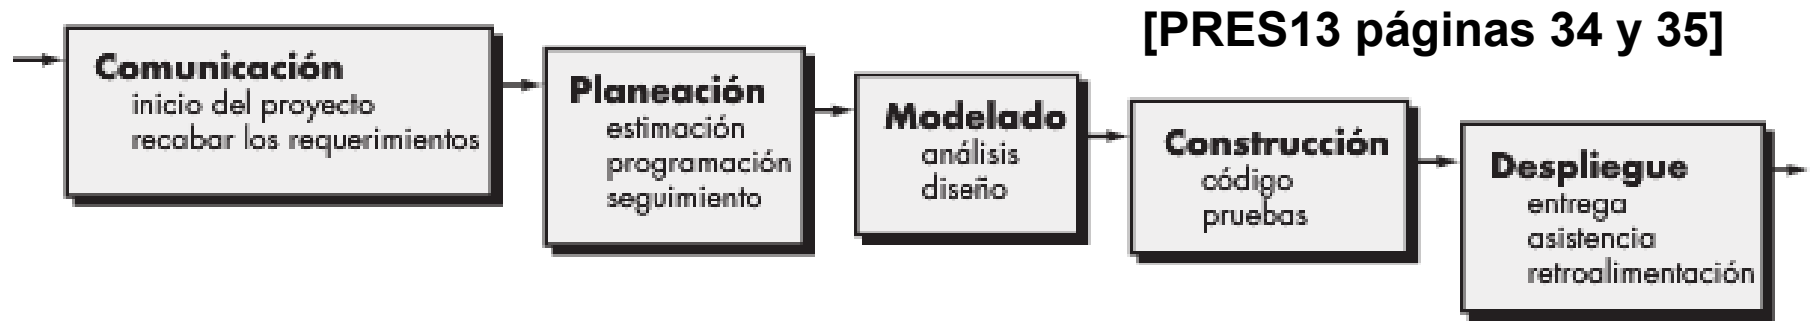 [PRES13 páginas 34 y 35]
Comunicación
inicio del proyecto
recabar los requerimientos
Planeación
estimación
programación
seguimiento
Modelado
análisis
diseño
Construcción
código
pruebas
Despliegue
entrega
asistencia
retroalimentación